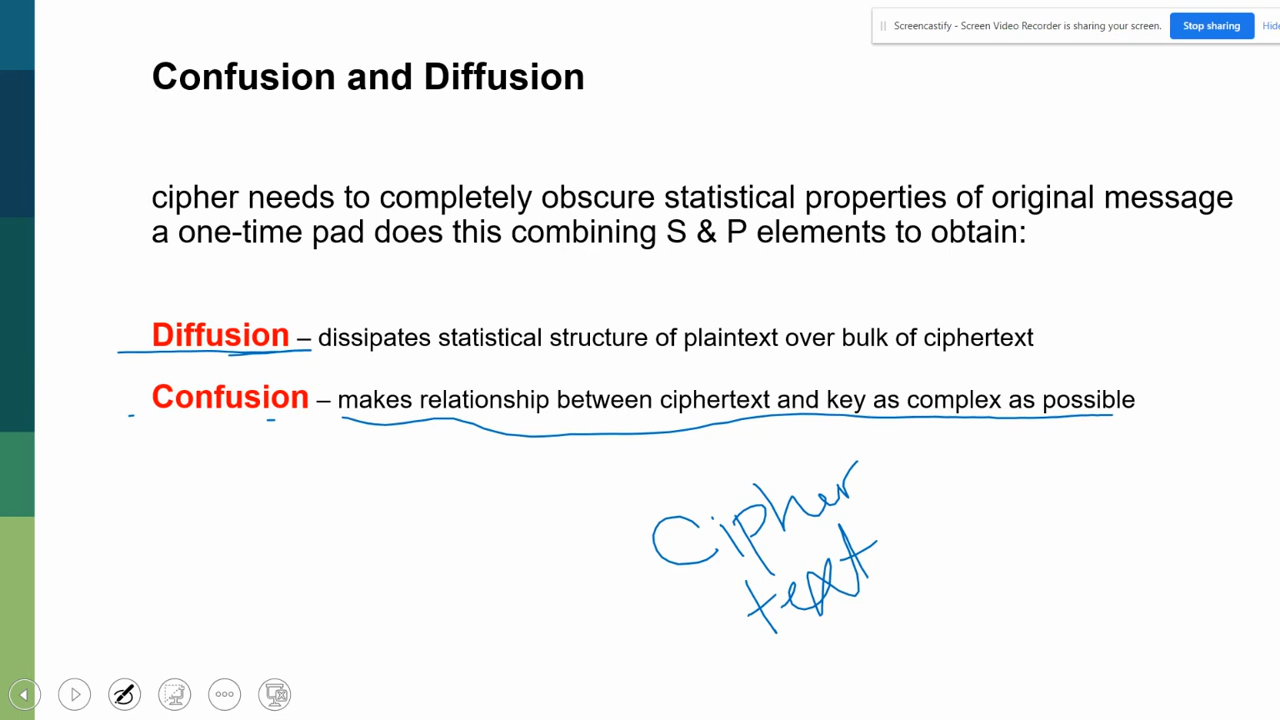 Screencastify - Screen Video Recorder is sharing your screen. Stop sharing Hide
Confusion and Diffusion
cipher needs to completely obscure statistical properties of original message
a one-time pad does this combining S & P elements to obtain:
Diffusion – dissipates statistical structure of plaintext over bulk of ciphertext
Confusion – makes relationship between ciphertext and key as complex as possible
Cipher
text